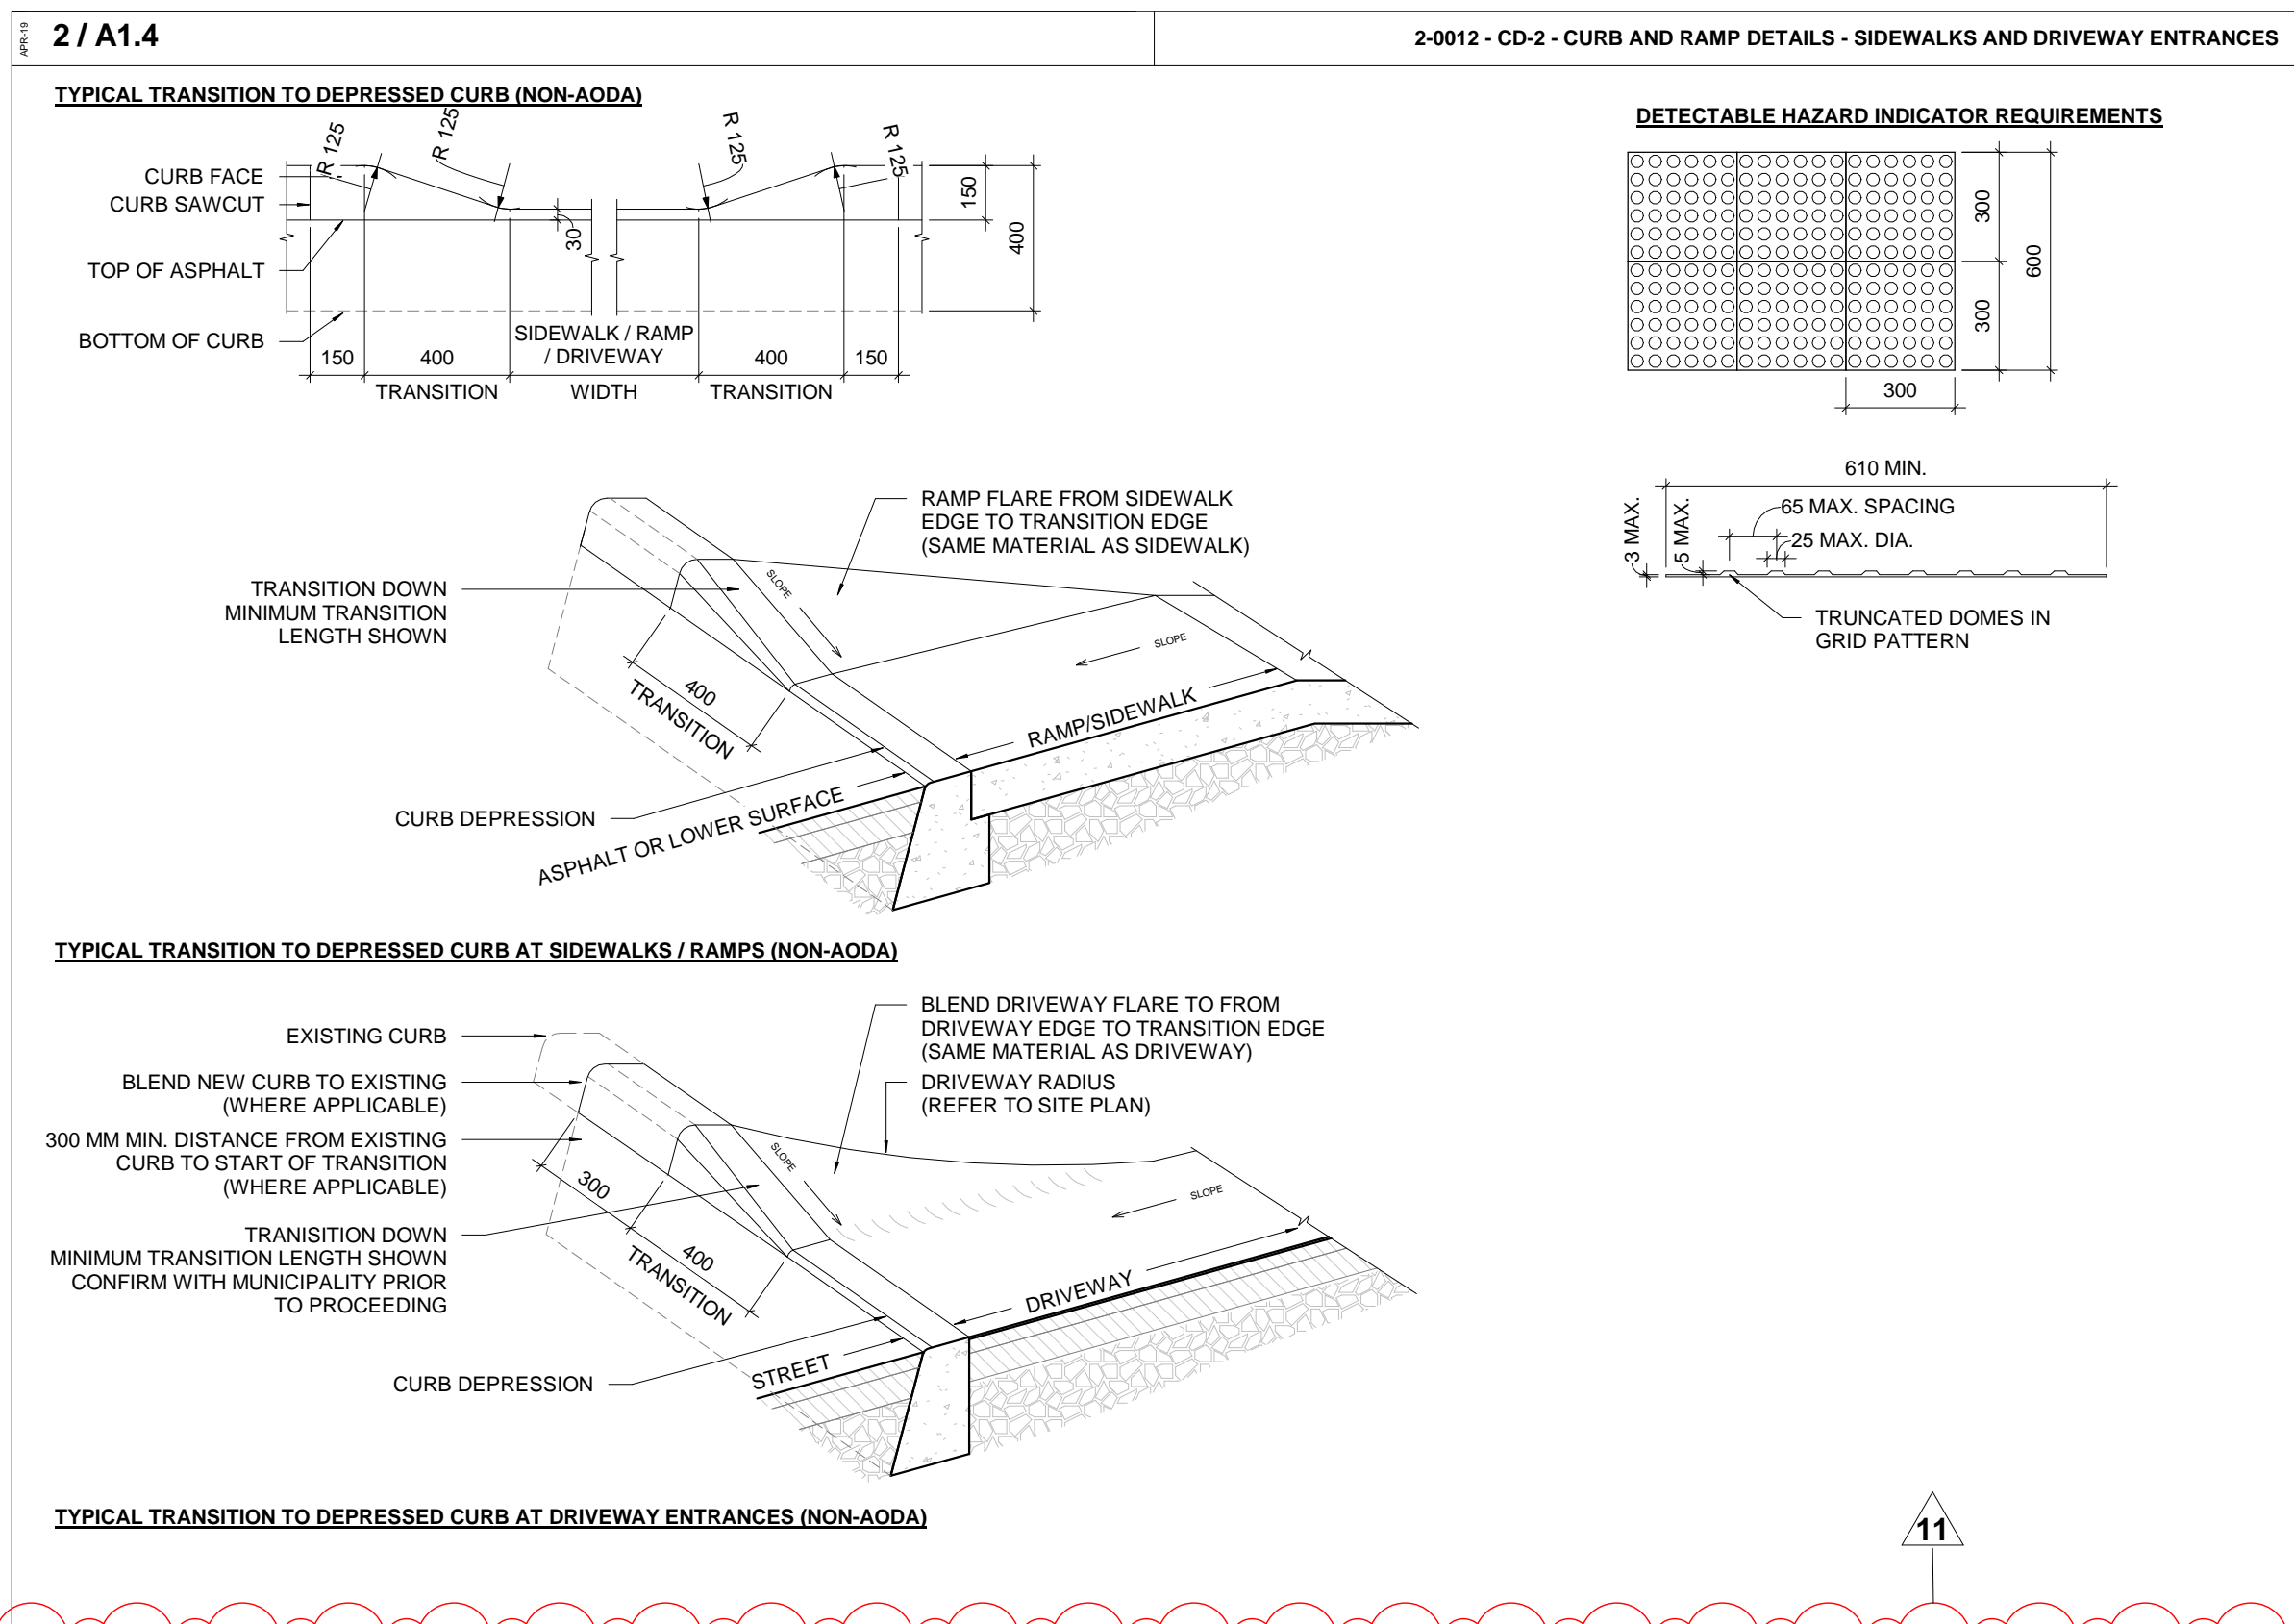 APR-19
2 / A1.4
2-0012 - CD-2 - CURB AND RAMP DETAILS - SIDEWALKS AND DRIVEWAY ENTRANCES
TYPICAL TRANSITION TO DEPRESSED CURB (NON-AODA)
R 125
R 125
R 125
R 125
CURB FACE
CURB SAWCUT
TOP OF ASPHALT
BOTTOM OF CURB
30
150
400
SIDEWALK / RAMP
/ DRIVEWAY
150
400
400
150
TRANSITION
WIDTH
TRANSITION
DETECTABLE HAZARD INDICATOR REQUIREMENTS
300
300
600
300
610 MIN.
3 MAX.
5 MAX.
65 MAX. SPACING
25 MAX. DIA.
TRUNCATED DOMES IN
GRID PATTERN
RAMP FLARE FROM SIDEWALK
EDGE TO TRANSITION EDGE
(SAME MATERIAL AS SIDEWALK)
TRANSITION DOWN
MINIMUM TRANSITION
LENGTH SHOWN
SLOPE
SLOPE
400
TRANSITION
RAMP/SIDEWALK
CURB DEPRESSION
ASPHALT OR LOWER SURFACE
TYPICAL TRANSITION TO DEPRESSED CURB AT SIDEWALKS / RAMPS (NON-AODA)
BLEND DRIVEWAY FLARE TO FROM
DRIVEWAY EDGE TO TRANSITION EDGE
(SAME MATERIAL AS DRIVEWAY)
DRIVEWAY RADIUS
(REFER TO SITE PLAN)
EXISTING CURB
BLEND NEW CURB TO EXISTING
(WHERE APPLICABLE)
300 MM MIN. DISTANCE FROM EXISTING
CURB TO START OF TRANSITION
(WHERE APPLICABLE)
TRANISITION DOWN
MINIMUM TRANSITION LENGTH SHOWN
CONFIRM WITH MUNICIPALITY PRIOR
TO PROCEEDING
SLOPE
SLOPE
300
400
TRANSITION
DRIVEWAY
STREET
CURB DEPRESSION
TYPICAL TRANSITION TO DEPRESSED CURB AT DRIVEWAY ENTRANCES (NON-AODA)
11